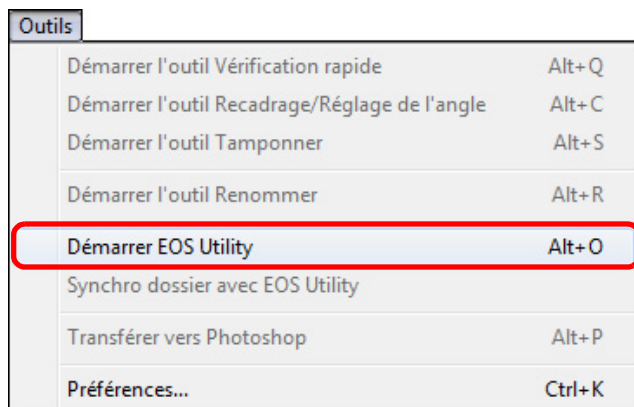 Outils
Démarrer l'outil Vérification rapide Alt+Q
Démarrer l'outil Recadrage/Réglage de l'angle Alt+C
Démarrer l'outil Tamponner Alt+S
Démarrer l'outil Renommer Alt+R
Démarrer EOS Utility Alt+O
Synchro dossier avec EOS Utility
Transférer vers Photoshop Alt+P
Préférences... Ctrl+K